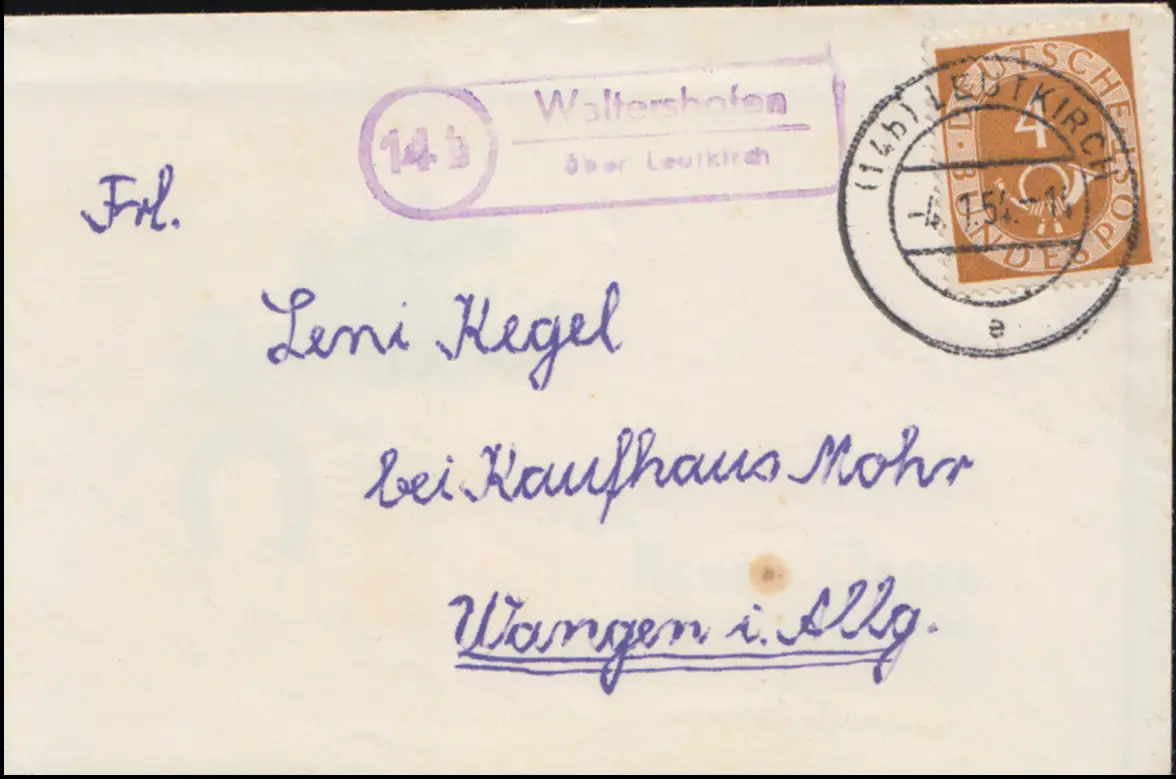 14b
Waltershofen
über Leutkirch
(14b) LEUTKIRCH
a
DEUTSCHE BUNDESPOST
4
Frl.
Leni Kegel
bei Kaufhaus Mohr
Wangen i. Allg.